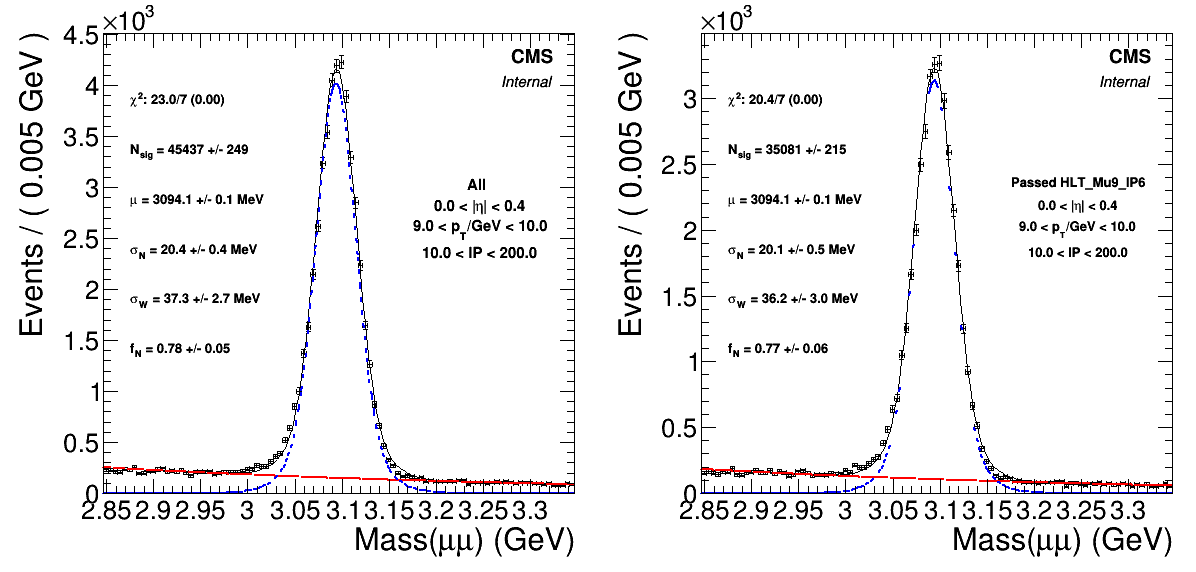 ×10³
4.5
4
3.5
3
2.5
2
1.5
1
0.5
0
Events / ( 0.005 GeV )
CMS
Internal
χ²: 23.0/7 (0.00)
N_sig = 45437 +/- 249
μ = 3094.1 +/- 0.1 MeV
σ_N = 20.4 +/- 0.4 MeV
σ_W = 37.3 +/- 2.7 MeV
f_N = 0.78 +/- 0.05
All
0.0 < |η| < 0.4
9.0 < p_T/GeV < 10.0
10.0 < IP < 200.0
2.85 2.9 2.95 3 3.05 3.1 3.15 3.2 3.25 3.3
Mass(μμ) (GeV)
×10³
3
2.5
2
1.5
1
0.5
0
Events / ( 0.005 GeV )
CMS
Internal
χ²: 20.4/7 (0.00)
N_sig = 35081 +/- 215
μ = 3094.1 +/- 0.1 MeV
σ_N = 20.1 +/- 0.5 MeV
σ_W = 36.2 +/- 3.0 MeV
f_N = 0.77 +/- 0.06
Passed HLT_Mu9_IP6
0.0 < |η| < 0.4
9.0 < p_T/GeV < 10.0
10.0 < IP < 200.0
2.85 2.9 2.95 3 3.05 3.1 3.15 3.2 3.25 3.3
Mass(μμ) (GeV)